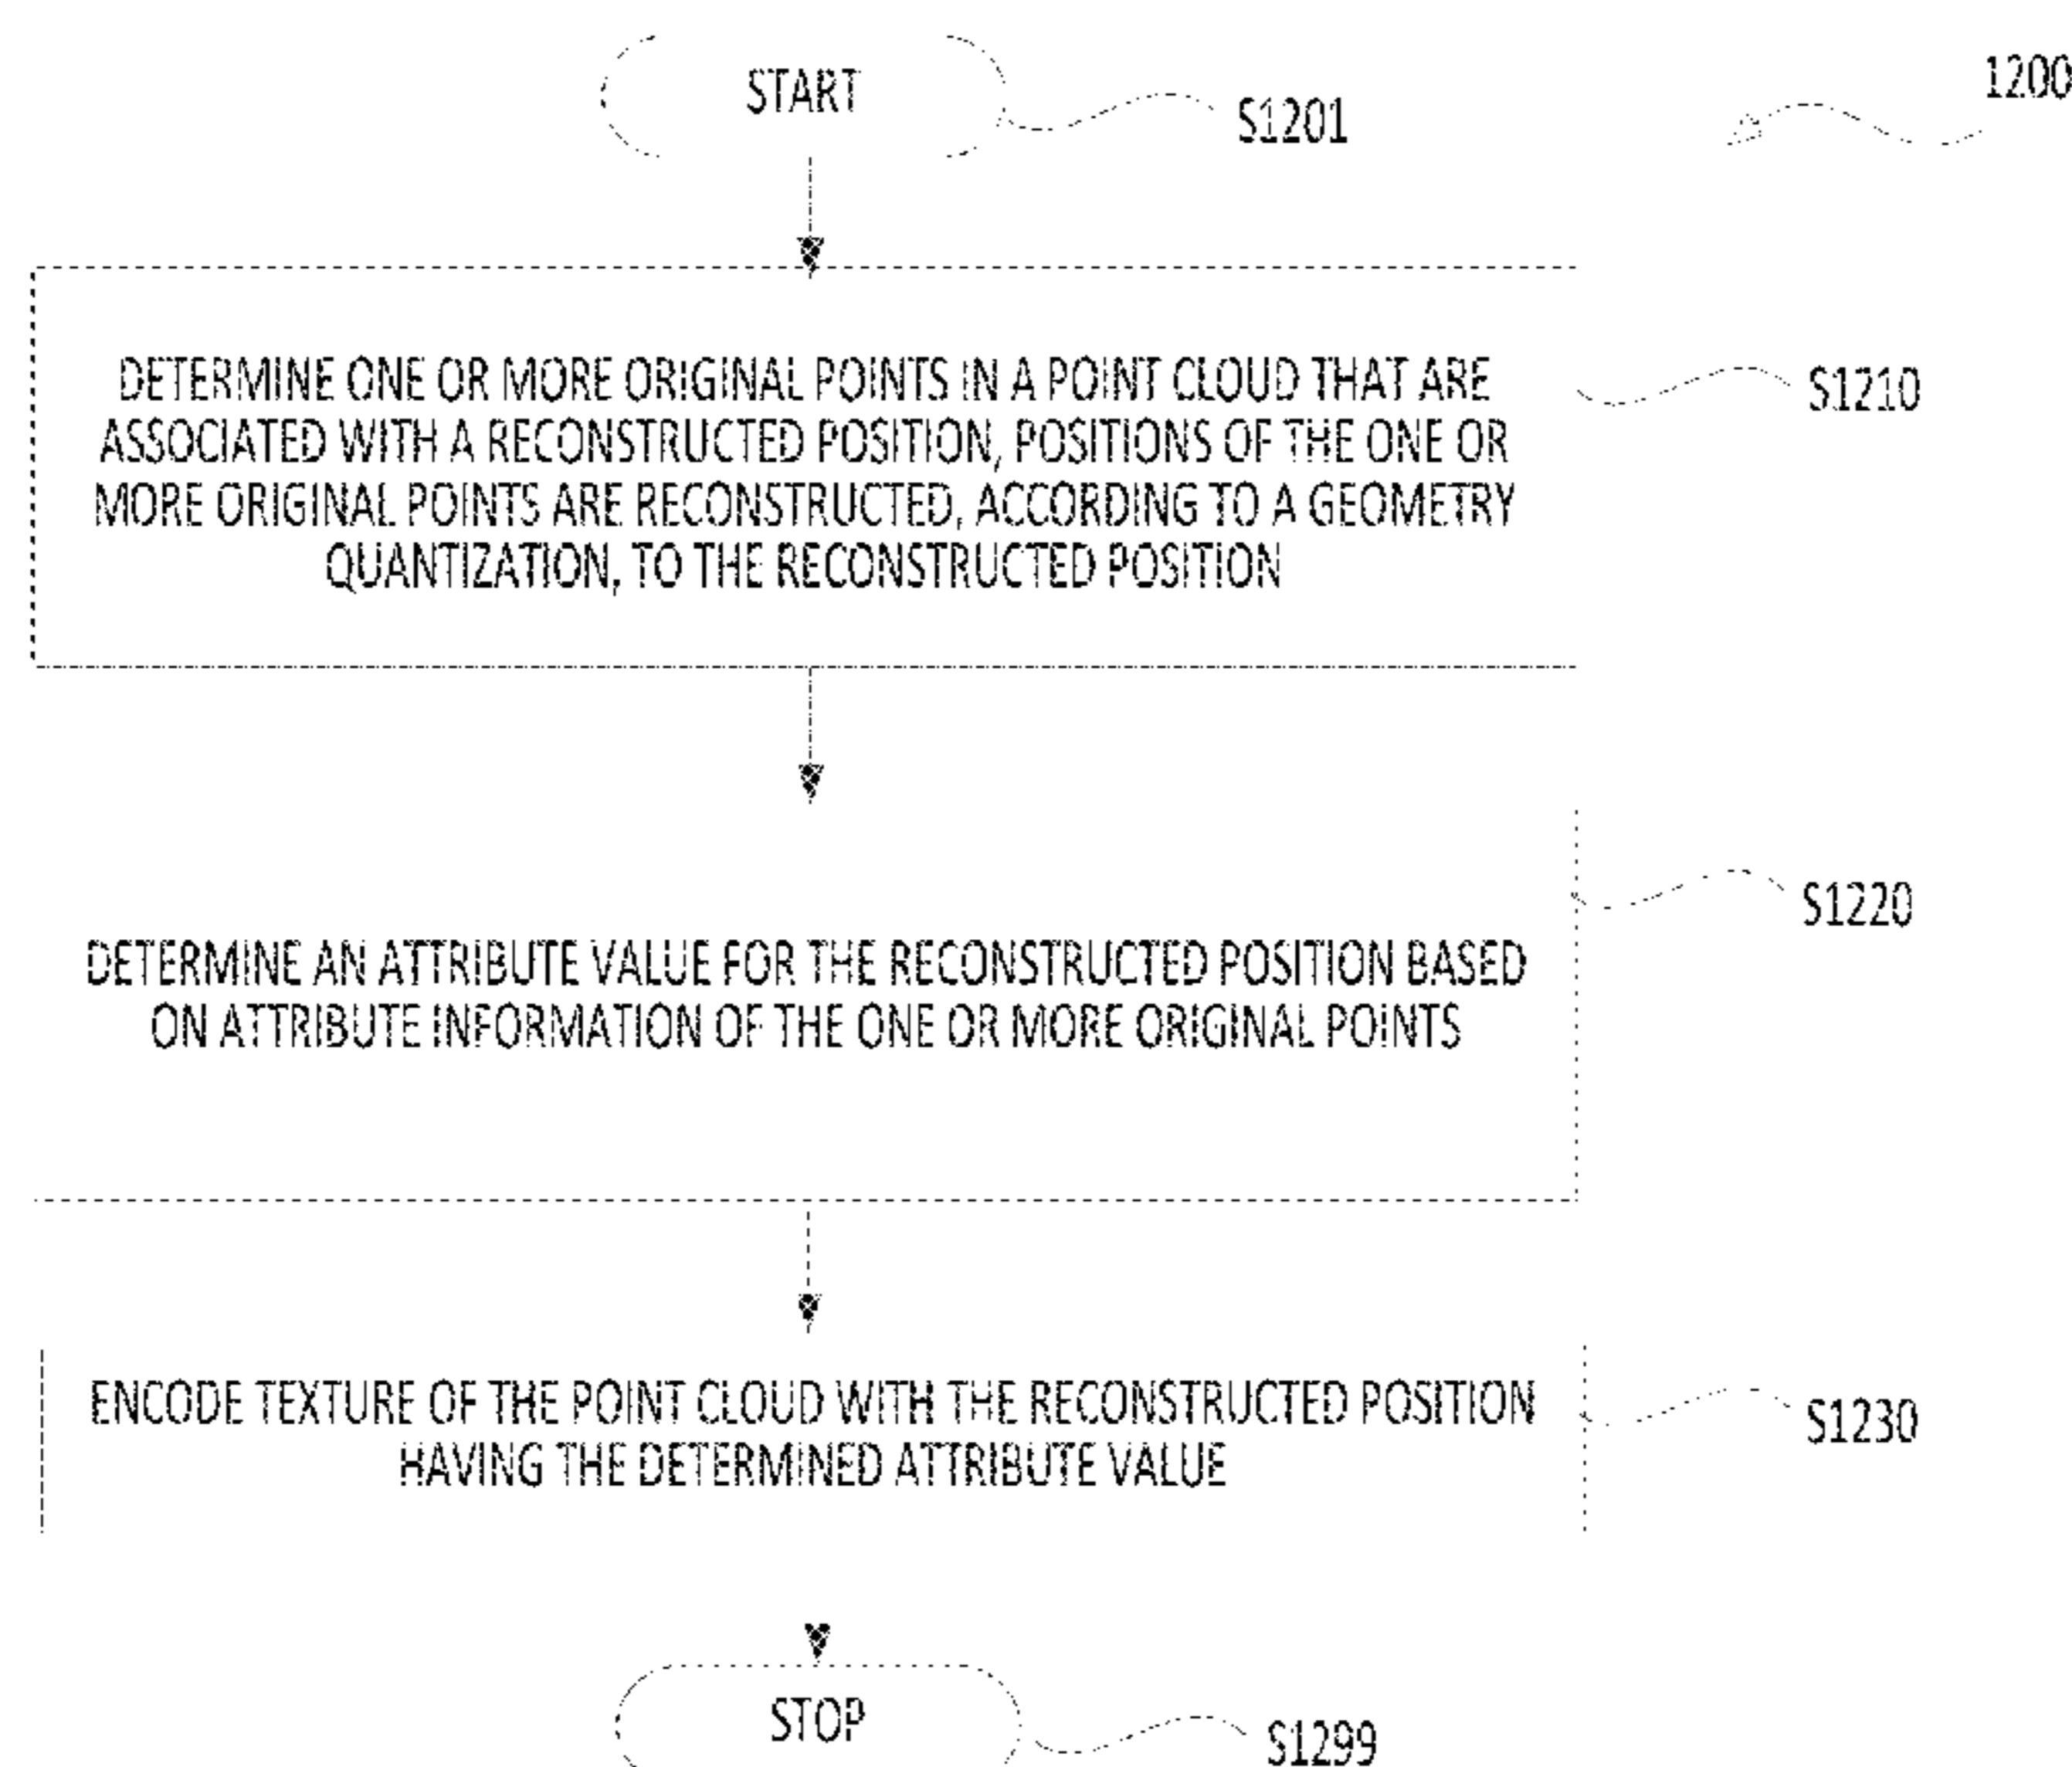 START
1200
S1201
DETERMINE ONE OR MORE ORIGINAL POINTS IN A POINT CLOUD THAT ARE
ASSOCIATED WITH A RECONSTRUCTED POSITION, POSITIONS OF THE ONE OR
MORE ORIGINAL POINTS ARE RECONSTRUCTED, ACCORDING TO A GEOMETRY
QUANTIZATION, TO THE RECONSTRUCTED POSITION
S1210
S1220
DETERMINE AN ATTRIBUTE VALUE FOR THE RECONSTRUCTED POSITION BASED
ON ATTRIBUTE INFORMATION OF THE ONE OR MORE ORIGINAL POINTS
ENCODE TEXTURE OF THE POINT CLOUD WITH THE RECONSTRUCTED POSITION
HAVING THE DETERMINED ATTRIBUTE VALUE
S1230
STOP
S1299